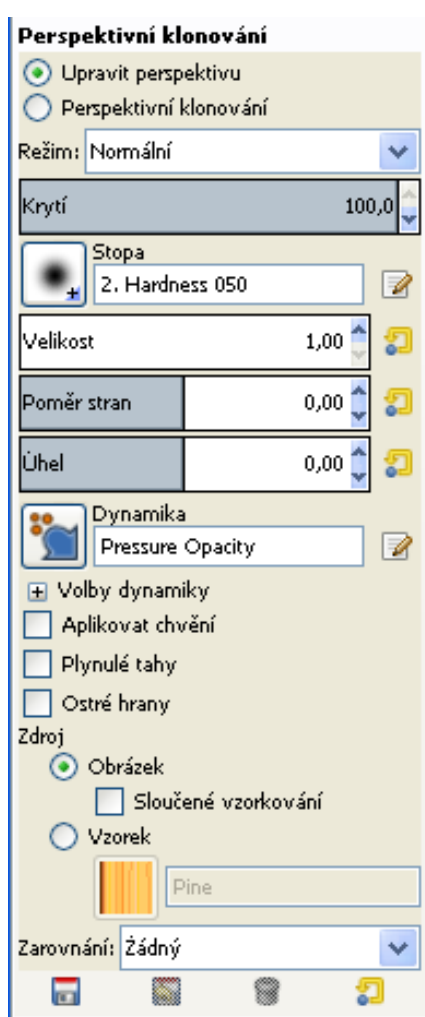 Perspektivní klonování
Upravit perspektivu
Perspektivní klonování
Režim: Normální
Krytí 100,0
Stopa
2. Hardness 050
Velikost 1,00
Poměr stran 0,00
Úhel 0,00
Dynamika
Pressure Opacity
Volby dynamiky
Aplikovat chvění
Plynulé tahy
Ostré hrany
Zdroj
Obrázek
Sloučené vzorkování
Vzorek
Pine
Zarovnání: Žádný